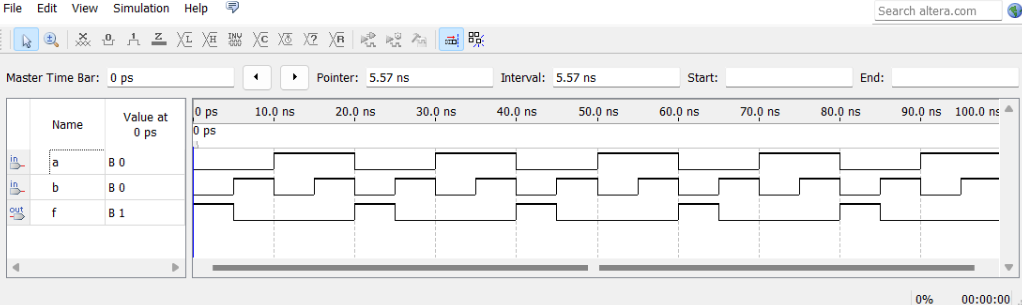 File Edit View Simulation Help
Search altera.com
Master Time Bar: 0 ps Pointer: 5.57 ns Interval: 5.57 ns Start: End:
Name Value at 0 ps
0 ps 10.0 ns 20.0 ns 30.0 ns 40.0 ns 50.0 ns 60.0 ns 70.0 ns 80.0 ns 90.0 ns 100.0 ns
0 ps
in a B 0
in b B 0
out f B 1
0% 00:00:00